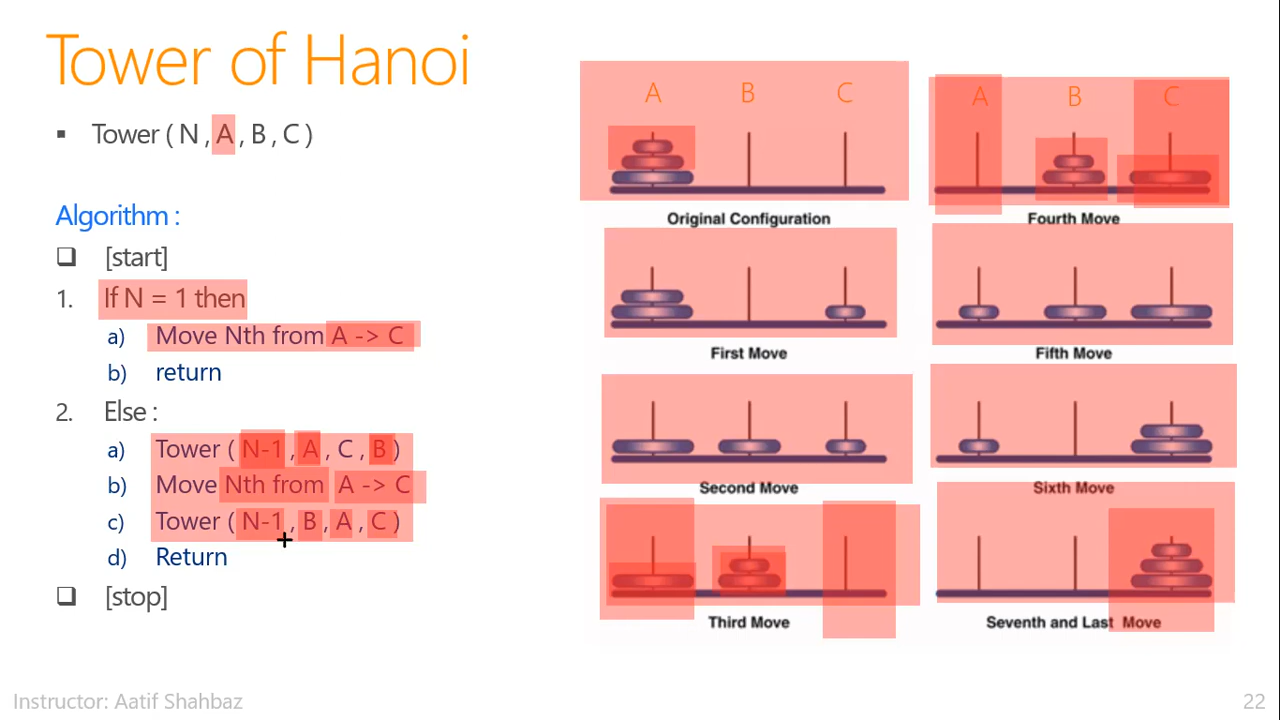 Tower of Hanoi
▪ Tower ( N , A , B , C )
Algorithm :
❑ [start]
1. If N = 1 then
a) Move Nth from A -> C
b) return
2. Else :
a) Tower ( N-1 , A , C , B )
b) Move Nth from A -> C
c) Tower ( N-1 , B , A , C )
d) Return
❑ [stop]
A B C
Original Configuration
First Move
Second Move
Third Move
A B C
Fourth Move
Fifth Move
Sixth Move
Seventh and Last Move
Instructor: Aatif Shahbaz
22